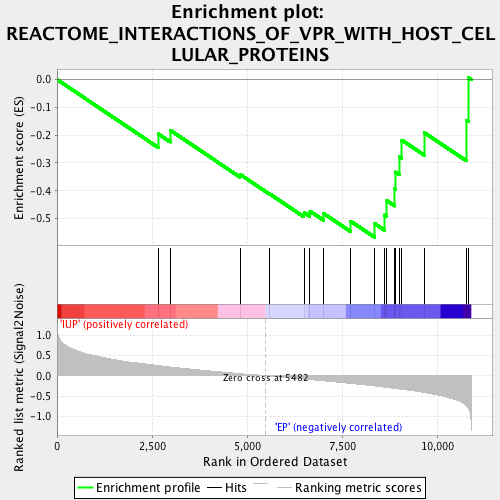 Enrichment plot:
REACTOME_INTERACTIONS_OF_VPR_WITH_HOST_CEL
LULAR_PROTEINS
Enrichment score (ES)
0.0
-0.1
-0.2
-0.3
-0.4
-0.5
Ranked list metric (Signal2Noise)
'IUP' (positively correlated)
1.0
0.5
0.0
-0.5
-1.0
Zero cross at 5482
'EP' (negatively correlated)
0
2,500
5,000
7,500
10,000
Rank in Ordered Dataset
Enrichment profile
Hits
Ranking metric scores